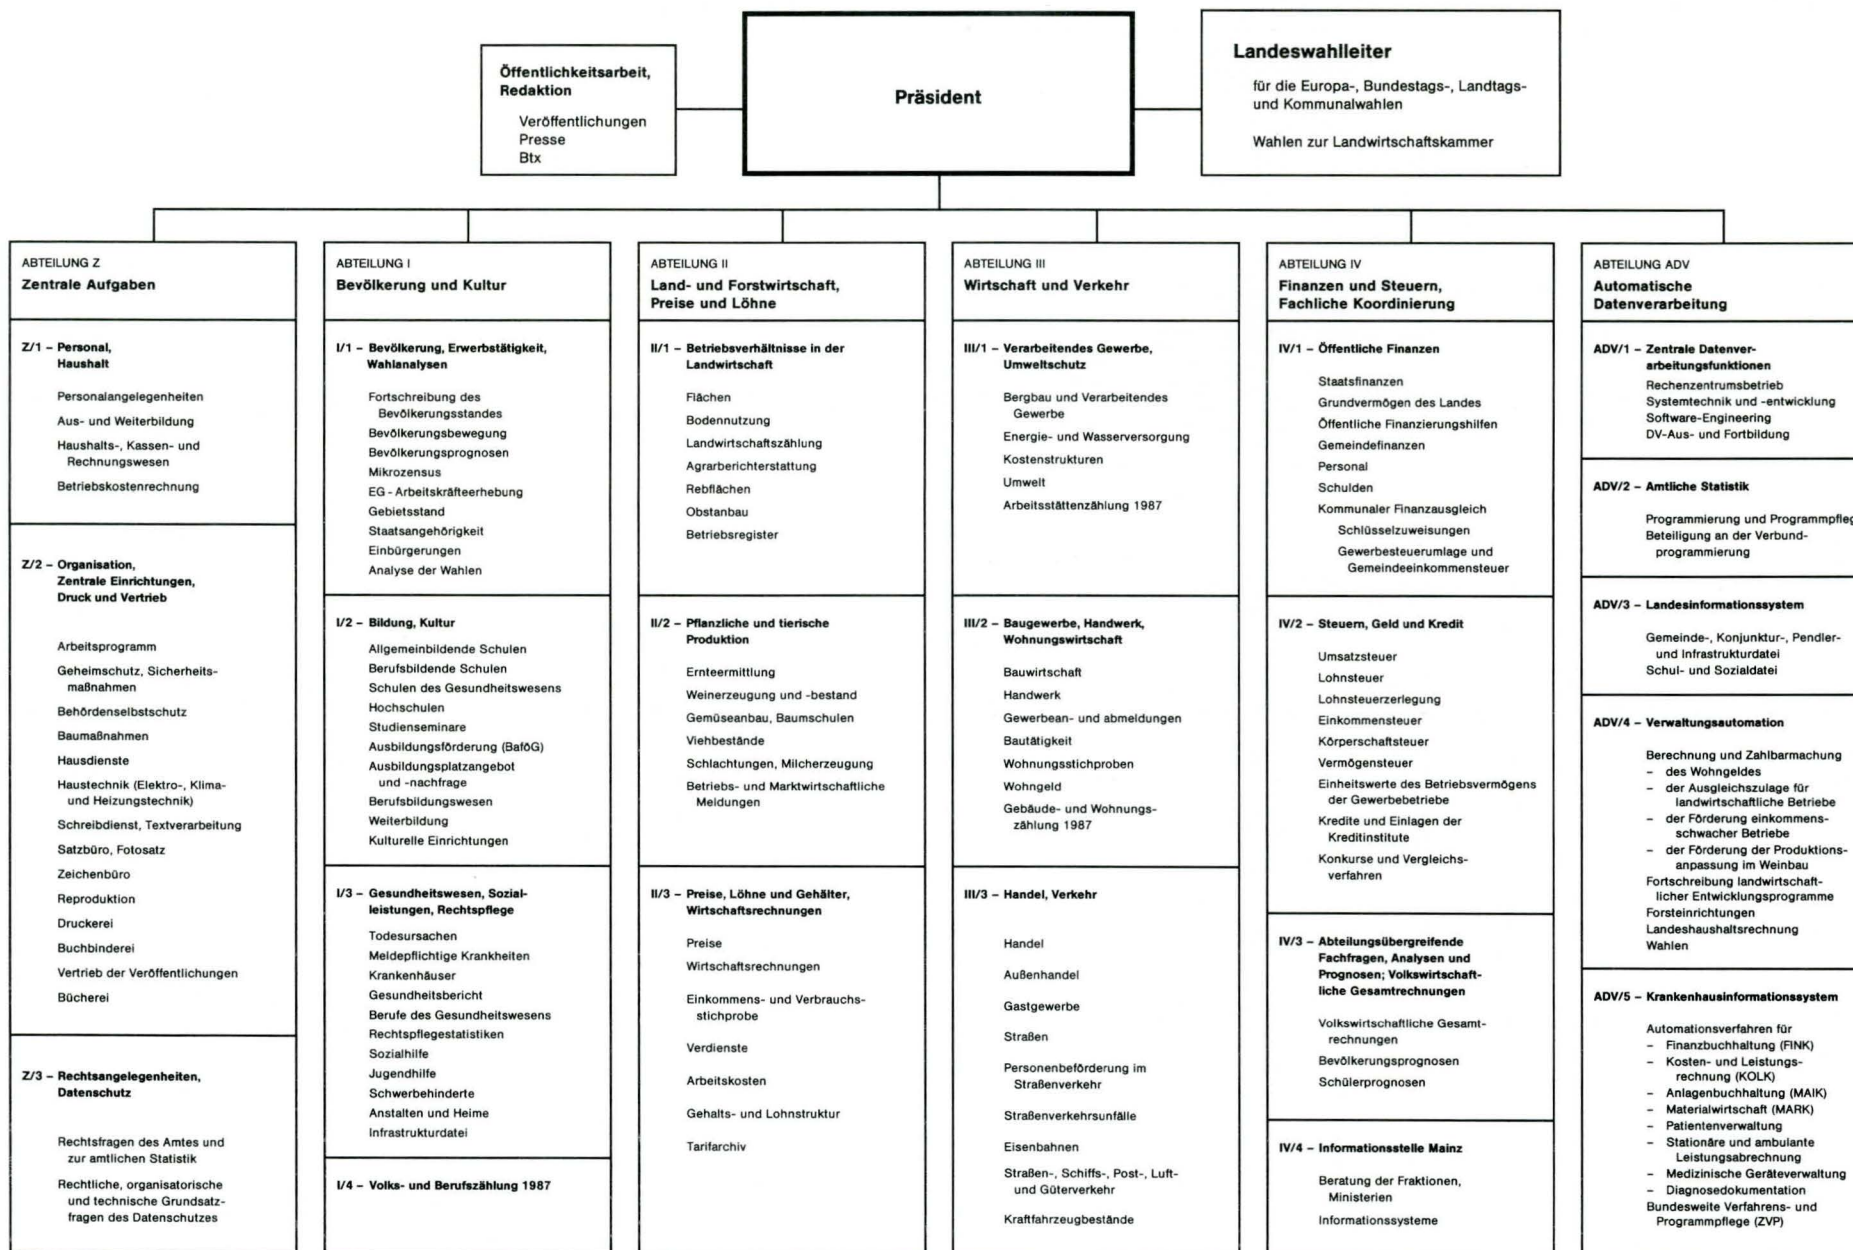 Öffentlichkeitsarbeit,
Redaktion
Veröffentlichungen
Presse
Btx
Präsident
Landeswahlleiter
für die Europa-, Bundestags-, Landtags-
und Kommunalwahlen
Wahlen zur Landwirtschaftskammer
ABTEILUNG Z
Zentrale Aufgaben
Z/1 – Personal,
Haushalt
Personalangelegenheiten
Aus- und Weiterbildung
Haushalts-, Kassen- und
Rechnungswesen
Betriebskostenrechnung
Z/2 – Organisation,
Zentrale Einrichtungen,
Druck und Vertrieb
Arbeitsprogramm
Geheimschutz, Sicherheits-
maßnahmen
Behördenselbstschutz
Baumaßnahmen
Hausdienste
Haustechnik (Elektro-, Klima-
und Heizungstechnik)
Schreibdienst, Textverarbeitung
Satzbüro, Fotosatz
Zeichenbüro
Reproduktion
Druckerei
Buchbinderei
Vertrieb der Veröffentlichungen
Bücherei
Z/3 – Rechtsangelegenheiten,
Datenschutz
Rechtsfragen des Amtes und
zur amtlichen Statistik
Rechtliche, organisatorische
und technische Grundsatz-
fragen des Datenschutzes
ABTEILUNG I
Bevölkerung und Kultur
I/1 – Bevölkerung, Erwerbstätigkeit,
Wahlanalysen
Fortschreibung des
Bevölkerungsstandes
Bevölkerungsbewegung
Bevölkerungsprognosen
Mikrozensus
EG - Arbeitskräfteerhebung
Gebietsstand
Staatsangehörigkeit
Einbürgerungen
Analyse der Wahlen
I/2 – Bildung, Kultur
Allgemeinbildende Schulen
Berufsbildende Schulen
Schulen des Gesundheitswesens
Hochschulen
Studienseminare
Ausbildungsförderung (BaföG)
Ausbildungsplatzangebot
und -nachfrage
Berufsbildungswesen
Weiterbildung
Kulturelle Einrichtungen
I/3 – Gesundheitswesen, Sozial-
leistungen, Rechtspflege
Todesursachen
Meldepflichtige Krankheiten
Krankenhäuser
Gesundheitsbericht
Berufe des Gesundheitswesens
Rechtspflegestatistiken
Sozialhilfe
Jugendhilfe
Schwerbehinderte
Anstalten und Heime
Infrastrukturdatei
I/4 – Volks- und Berufszählung 1987
ABTEILUNG II
Land- und Forstwirtschaft,
Preise und Löhne
II/1 – Betriebsverhältnisse in der
Landwirtschaft
Flächen
Bodennutzung
Landwirtschaftszählung
Agrarberichterstattung
Rebflächen
Obstanbau
Betriebsregister
II/2 – Pflanzliche und tierische
Produktion
Ernteermittlung
Weinerzeugung und -bestand
Gemüseanbau, Baumschulen
Viehbestände
Schlachtungen, Milcherzeugung
Betriebs- und Marktwirtschaftliche
Meldungen
II/3 – Preise, Löhne und Gehälter,
Wirtschaftsrechnungen
Preise
Wirtschaftsrechnungen
Einkommens- und Verbrauchs-
stichprobe
Verdienste
Arbeitskosten
Gehalts- und Lohnstruktur
Tarifarchiv
ABTEILUNG III
Wirtschaft und Verkehr
III/1 – Verarbeitendes Gewerbe,
Umweltschutz
Bergbau und Verarbeitendes
Gewerbe
Energie- und Wasserversorgung
Kostenstrukturen
Umwelt
Arbeitsstättenzählung 1987
III/2 – Baugewerbe, Handwerk,
Wohnungswirtschaft
Bauwirtschaft
Handwerk
Gewerbean- und abmeldungen
Bautätigkeit
Wohnungsstichproben
Wohngeld
Gebäude- und Wohnungs-
zählung 1987
III/3 – Handel, Verkehr
Handel
Außenhandel
Gastgewerbe
Straßen
Personenbeförderung im
Straßenverkehr
Straßenverkehrsunfälle
Eisenbahnen
Straßen-, Schiffs-, Post-, Luft-
und Güterverkehr
Kraftfahrzeugbestände
ABTEILUNG IV
Finanzen und Steuern,
Fachliche Koordinierung
IV/1 – Öffentliche Finanzen
Staatsfinanzen
Grundvermögen des Landes
Öffentliche Finanzierungshilfen
Gemeindefinanzen
Personal
Schulden
Kommunaler Finanzausgleich
Schlüsselzuweisungen
Gewerbesteuerumlage und
Gemeindeeinkommensteuer
IV/2 – Steuern, Geld und Kredit
Umsatzsteuer
Lohnsteuer
Lohnsteuerzerlegung
Einkommensteuer
Körperschaftsteuer
Vermögensteuer
Einheitswerte des Betriebsvermögens
der Gewerbebetriebe
Kredite und Einlagen der
Kreditinstitute
Konkurse und Vergleichs-
verfahren
IV/3 – Abteilungsübergreifende
Fachfragen, Analysen und
Prognosen; Volkswirtschaft-
liche Gesamtrechnungen
Volkswirtschaftliche Gesamt-
rechnungen
Bevölkerungsprognosen
Schülerprognosen
IV/4 – Informationsstelle Mainz
Beratung der Fraktionen,
Ministerien
Informationssysteme
ABTEILUNG ADV
Automatische
Datenverarbeitung
ADV/1 – Zentrale Datenver-
arbeitungsfunktionen
Rechenzentrumsbetrieb
Systemtechnik und -entwicklung
Software-Engineering
DV-Aus- und Fortbildung
ADV/2 – Amtliche Statistik
Programmierung und Programmpfleg
Beteiligung an der Verbund-
programmierung
ADV/3 – Landesinformationssystem
Gemeinde-, Konjunktur-, Pendler-
und Infrastrukturdatei
Schul- und Sozialdatei
ADV/4 – Verwaltungsautomation
Berechnung und Zahlbarmachung
– des Wohngeldes
– der Ausgleichszulage für
landwirtschaftliche Betriebe
– der Förderung einkommens-
schwacher Betriebe
– der Förderung der Produktions-
anpassung im Weinbau
Fortschreibung landwirtschaft-
licher Entwicklungsprogramme
Forsteinrichtungen
Landeshaushaltsrechnung
Wahlen
ADV/5 – Krankenhausinformationssystem
Automationsverfahren für
– Finanzbuchhaltung (FINK)
– Kosten- und Leistungs-
rechnung (KOLK)
– Anlagenbuchhaltung (MAIK)
– Materialwirtschaft (MARK)
– Patientenverwaltung
– Stationäre und ambulante
Leistungsabrechnung
– Medizinische Geräteverwaltung
– Diagnosedokumentation
Bundesweite Verfahrens- und
Programmpflege (ZVP)